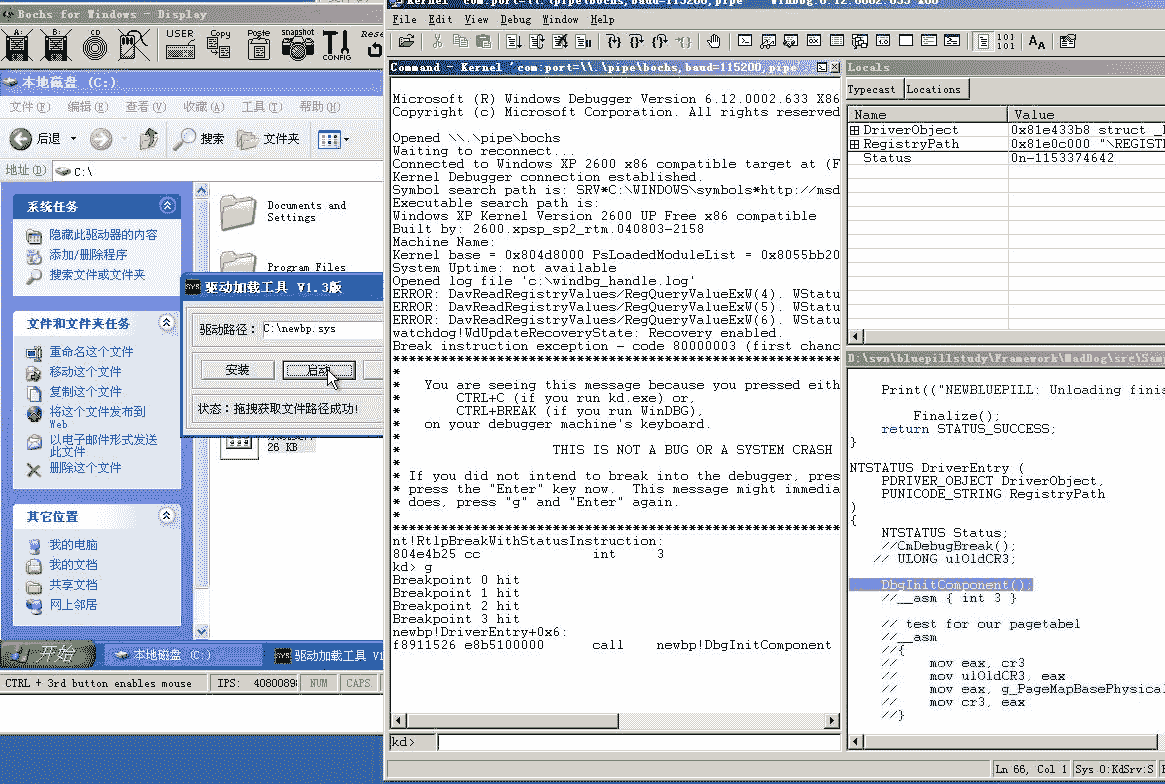 Bochs for Windows - Display
A:
B:
CD
USER
Copy
Paste
snapshot
CONFIG
Reset
本地磁盘 (C:)
文件(F) 编辑(E) 查看(V) 收藏(A) 工具(T) 帮助(H)
后退 搜索 文件夹
地址(D) C:\
系统任务
隐藏此驱动器的内容
添加/删除程序
搜索文件或文件夹
文件和文件夹任务
重命名这个文件
移动这个文件
复制这个文件
将这个文件发布到
Web
以电子邮件形式发送
此文件
删除这个文件
其它位置
我的电脑
我的文档
共享文档
网上邻居
Documents and
Settings
Program Files
SYS 驱动加载工具 V1.3版
驱动路径: C:\newbp.sys
安装 启动
状态:拖拽获取文件路径成功!
26 KB
开始 本地磁盘 (C:) SYS 驱动加载工具 V1
CTRL + 3rd button enables mouse IPS: 4080089 NUM CAPS
File Edit View Debug Window Help
Command - Kernel 'com:port=\\.\pipe\bochs,baud=115200,pipe'
Microsoft (R) Windows Debugger Version 6.12.0002.633 X86
Copyright (c) Microsoft Corporation. All rights reserved
Opened \\.\pipe\bochs
Waiting to reconnect...
Connected to Windows XP 2600 x86 compatible target at (F
Kernel Debugger connection established.
Symbol search path is: SRV*C:\WINDOWS\symbols*http://msd
Executable search path is:
Windows XP Kernel Version 2600 UP Free x86 compatible
Built by: 2600.xpsp_sp2_rtm.040803-2158
Machine Name:
Kernel base = 0x804d8000 PsLoadedModuleList = 0x8055bb20
System Uptime: not available
Opened log file 'c:\windbg_handle.log'
ERROR: DavReadRegistryValues/RegQueryValueExW(4). WStatu
ERROR: DavReadRegistryValues/RegQueryValueExW(5). WStatu
ERROR: DavReadRegistryValues/RegQueryValueExW(6). WStatu
watchdog!WdUpdateRecoveryState: Recovery enabled.
Break instruction exception - code 80000003 (first chanc
********************************************************
*
* You are seeing this message because you pressed eith
* CTRL+C (if you run kd.exe) or,
* CTRL+BREAK (if you run WinDBG),
* on your debugger machine's keyboard.
*
* THIS IS NOT A BUG OR A SYSTEM CRASH
*
* If you did not intend to break into the debugger, pres
* press the "Enter" key now. This message might immedia
* does, press "g" and "Enter" again.
*
********************************************************
nt!RtlpBreakWithStatusInstruction:
804e4b25 cc int 3
kd> g
Breakpoint 0 hit
Breakpoint 1 hit
Breakpoint 2 hit
Breakpoint 3 hit
newbp!DriverEntry+0x6:
f8911526 e8b5100000 call newbp!DbgInitComponent
kd>
Locals
Typecast Locations
Name Value
DriverObject 0x81e433b8 struct _
RegistryPath 0x81e0c000 "\REGIST
Status 0n-1153374642
D:\svn\bluepillstudy\Framework\MadDog\src\Sam
Print(("NEWBLUEPILL: Unloading finis
Finalize();
return STATUS_SUCCESS;
}
NTSTATUS DriverEntry (
PDRIVER_OBJECT DriverObject,
PUNICODE_STRING RegistryPath
)
{
NTSTATUS Status;
//CmDebugBreak();
// ULONG ulOldCR3;
DbgInitComponent();
//__asm { int 3 }
// test for our pagetabel
//__asm
//{
// mov eax, cr3
// mov ulOldCR3, eax
// mov eax, g_PageMapBasePhysical
// mov cr3, eax
//}
Ln 66, Col 1 Sys 0:KdSrv:S